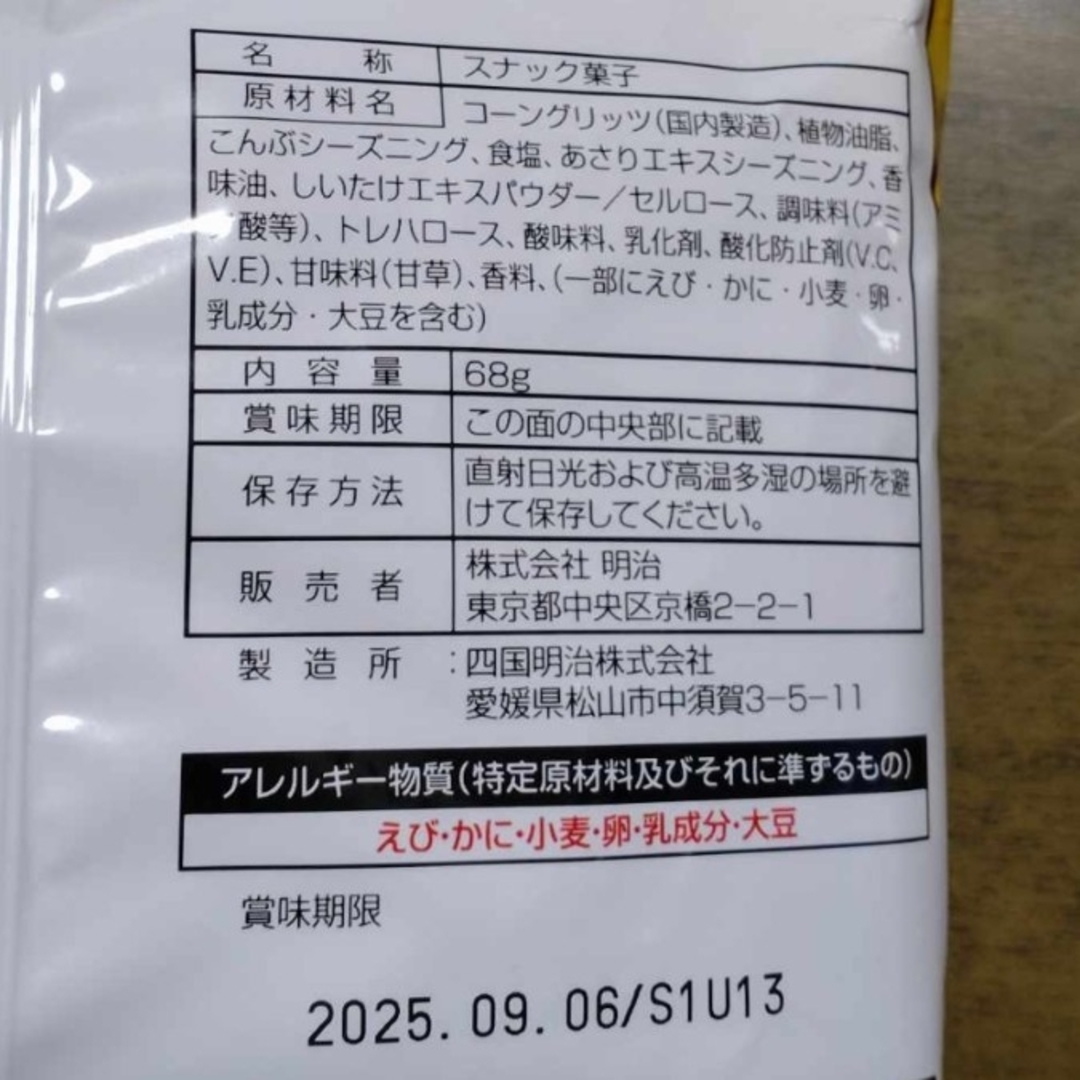 名称 スナック菓子
原材料名 コーングリッツ(国内製造)、植物油脂、
こんぶシーズニング、食塩、あさりエキスシーズニング、香
味油、しいたけエキスパウダー/セルロース、調味料(アミ
ノ酸等)、トレハロース、酸味料、乳化剤、酸化防止剤(V.C、
V.E)、甘味料(甘草)、香料、(一部にえび・かに・小麦・卵・
乳成分・大豆を含む)
内容量 68g
賞味期限 この面の中央部に記載
保存方法 直射日光および高温多湿の場所を避
けて保存してください。
販売者 株式会社 明治
東京都中央区京橋2-2-1
製造所:四国明治株式会社
愛媛県松山市中須賀3-5-11
アレルギー物質(特定原材料及びそれに準ずるもの)
えび・かに・小麦・卵・乳成分・大豆
賞味期限
2025.09.06/S1U13